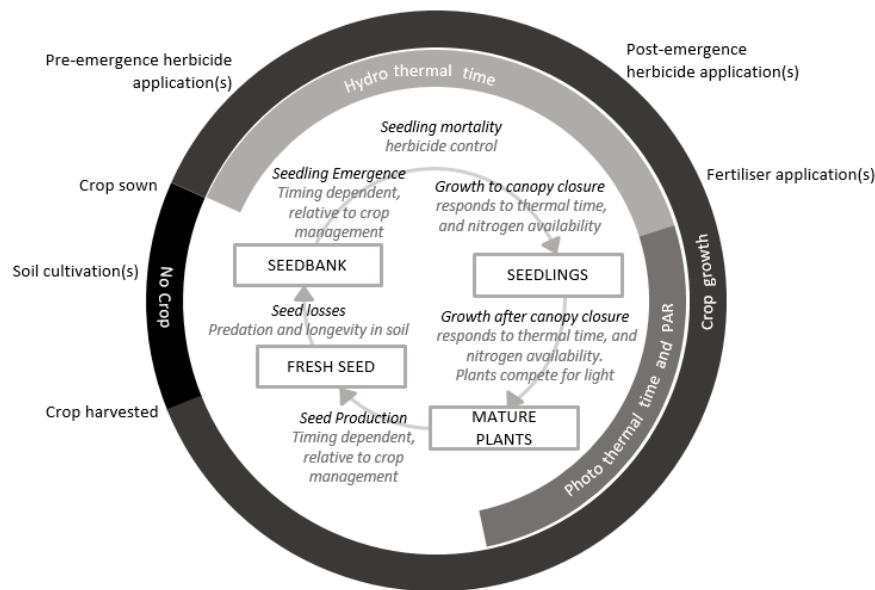 Pre-emergence herbicide
application(s)
Post-emergence
herbicide application(s)
Hydro thermal time
Seedling mortality
herbicide control
Crop sown
Seedling Emergence
Timing dependent,
relative to crop
management
Growth to canopy closure
responds to thermal time,
and nitrogen availability
Fertiliser application(s)
Soil cultivation(s)
No Crop
SEEDBANK
SEEDLINGS
Crop growth
Seed losses
Predation and longevity in soil
Growth after canopy closure
responds to thermal time, and
nitrogen availability.
Plants compete for light
FRESH SEED
Photo thermal time and PAR
Crop harvested
Seed Production
Timing dependent,
relative to crop
management
MATURE
PLANTS